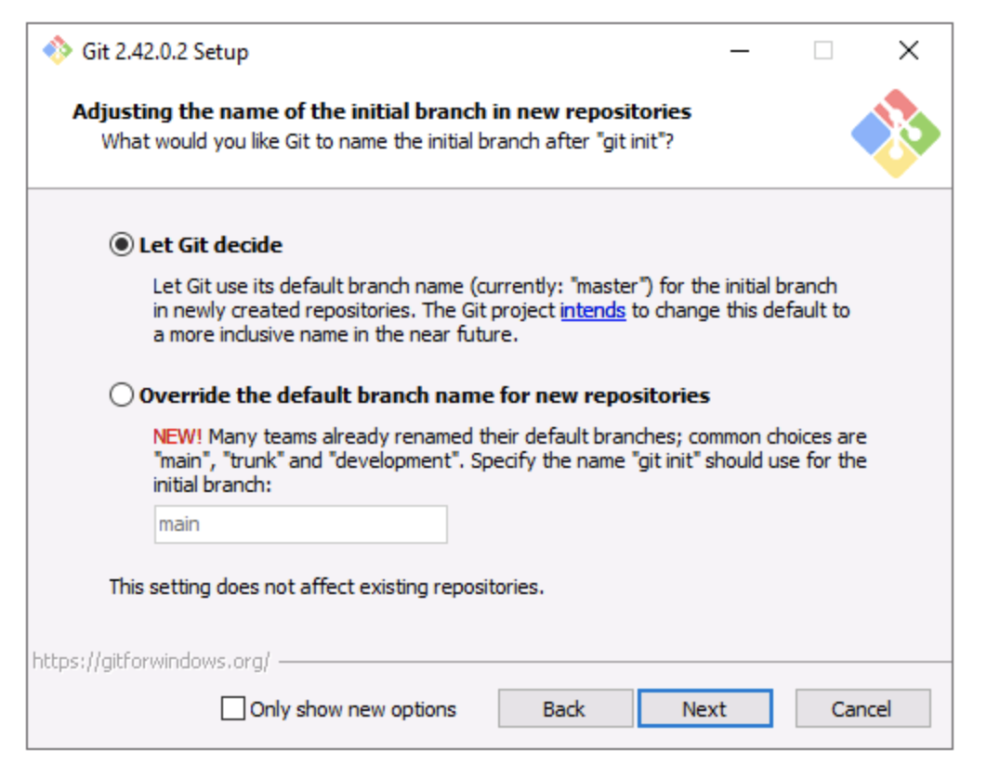 Git 2.42.0.2 Setup
Adjusting the name of the initial branch in new repositories
What would you like Git to name the initial branch after "git init"?
Let Git decide
Let Git use its default branch name (currently: "master") for the initial branch
in newly created repositories. The Git project intends to change this default to
a more inclusive name in the near future.
Override the default branch name for new repositories
NEW! Many teams already renamed their default branches; common choices are
"main", "trunk" and "development". Specify the name "git init" should use for the
initial branch:
main
This setting does not affect existing repositories.
https://gitforwindows.org/
Only show new options
Back
Next
Cancel